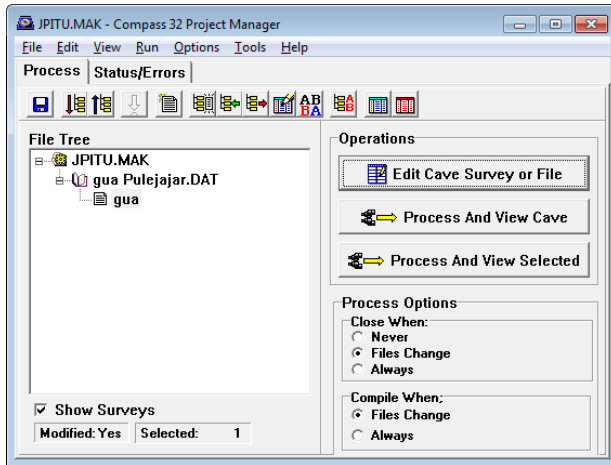 JPITU.MAK - Compass 32 Project Manager
File Edit View Run Options Tools Help
Process Status/Errors
AB
BA
AB
File Tree
JPITU.MAK
gua Pulejajar.DAT
gua
Show Surveys
Modified: Yes Selected: 1
Operations
Edit Cave Survey or File
Process And View Cave
Process And View Selected
Process Options
Close When:
Never
Files Change
Always
Compile When;
Files Change
Always